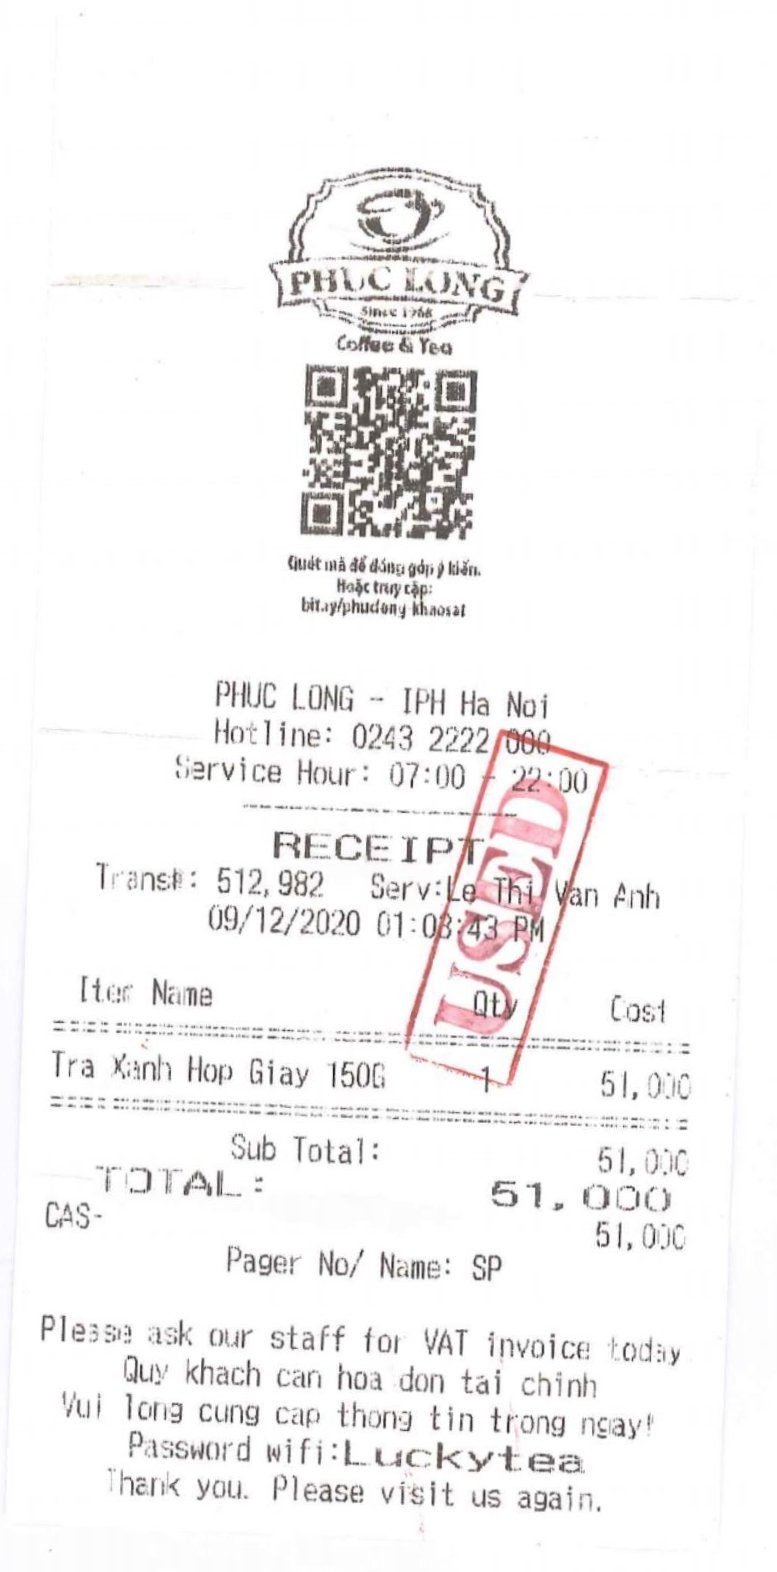 PHUC LONG
Since 1968
Coffee & Tea
Quét mã để đóng góp ý kiến.
Hoặc truy cập:
bit.ly/phuclong-khaosat
PHUC LONG - IPH Ha Noi
Hotline: 0243 2222 000
Service Hour: 07:00 - 22:00
RECEIPT
Trans#: 512,982 Serv:Le Thi Van Anh
09/12/2020 01:03:43 PM
USED
Item Name Qty Cost
Tra Xanh Hop Giay 150G 1 51,000
Sub Total: 51,000
TOTAL: 51,000
CAS- 51,000
Pager No/ Name: SP
Please ask our staff for VAT invoice today
Quy khach can hoa don tai chinh
Vui long cung cap thong tin trong ngay!
Password wifi:Luckytea
Thank you. Please visit us again.